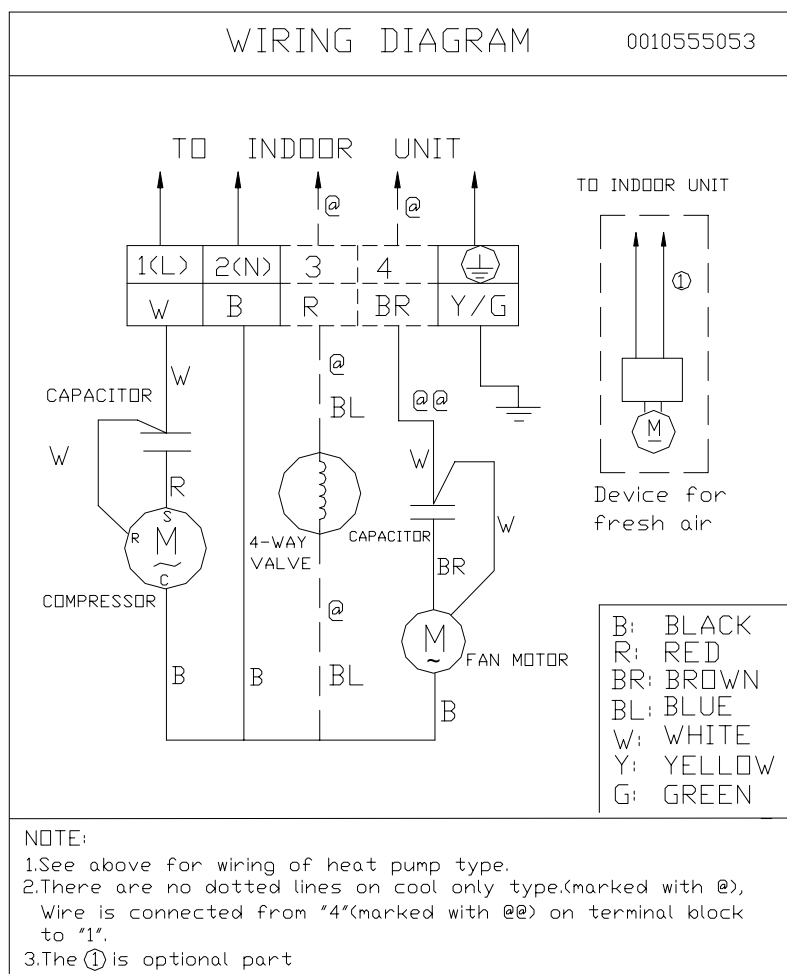 WIRING DIAGRAM 0010555053
TO INDOOR UNIT
@ @
TO INDOOR UNIT
1(L) 2(N) 3 4
W B R BR Y/G
①
W @ @@
CAPACITOR BL
W W
M
R
Device for
fresh air
S
R M
C
4-WAY
VALVE
CAPACITOR W
BR
COMPRESSOR
@
M
FAN MOTOR
B B BL
B
B: BLACK
R: RED
BR: BROWN
BL: BLUE
W: WHITE
Y: YELLOW
G: GREEN
NOTE:
1.See above for wiring of heat pump type.
2.There are no dotted lines on cool only type.(marked with @),
Wire is connected from "4"(marked with @@) on terminal block
to "1".
3.The ① is optional part